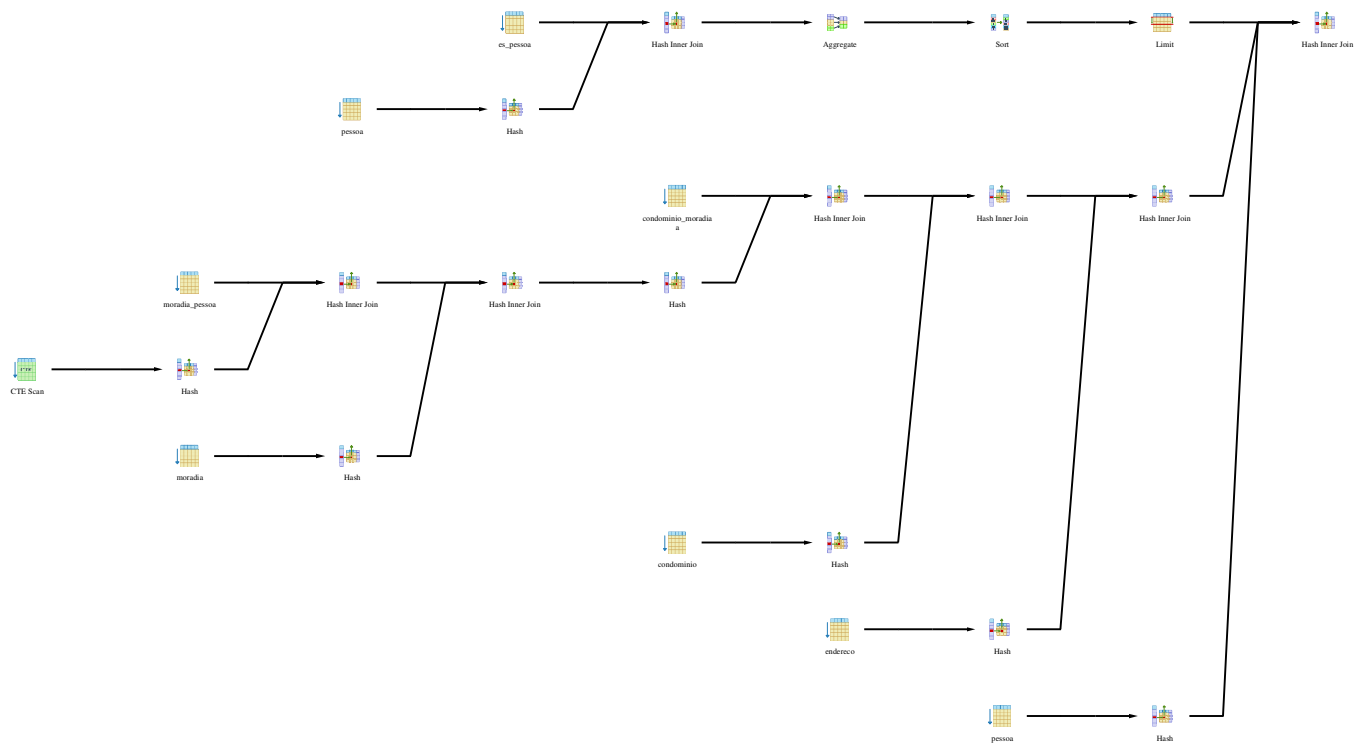 es_pessoa
Hash Inner Join
Aggregate
Sort
Limit
Hash Inner Join
pessoa
Hash
condominio_moradi
a
Hash Inner Join
Hash Inner Join
Hash Inner Join
moradia_pessoa
Hash Inner Join
Hash Inner Join
Hash
CTE Scan
Hash
moradia
Hash
condominio
Hash
endereco
Hash
pessoa
Hash